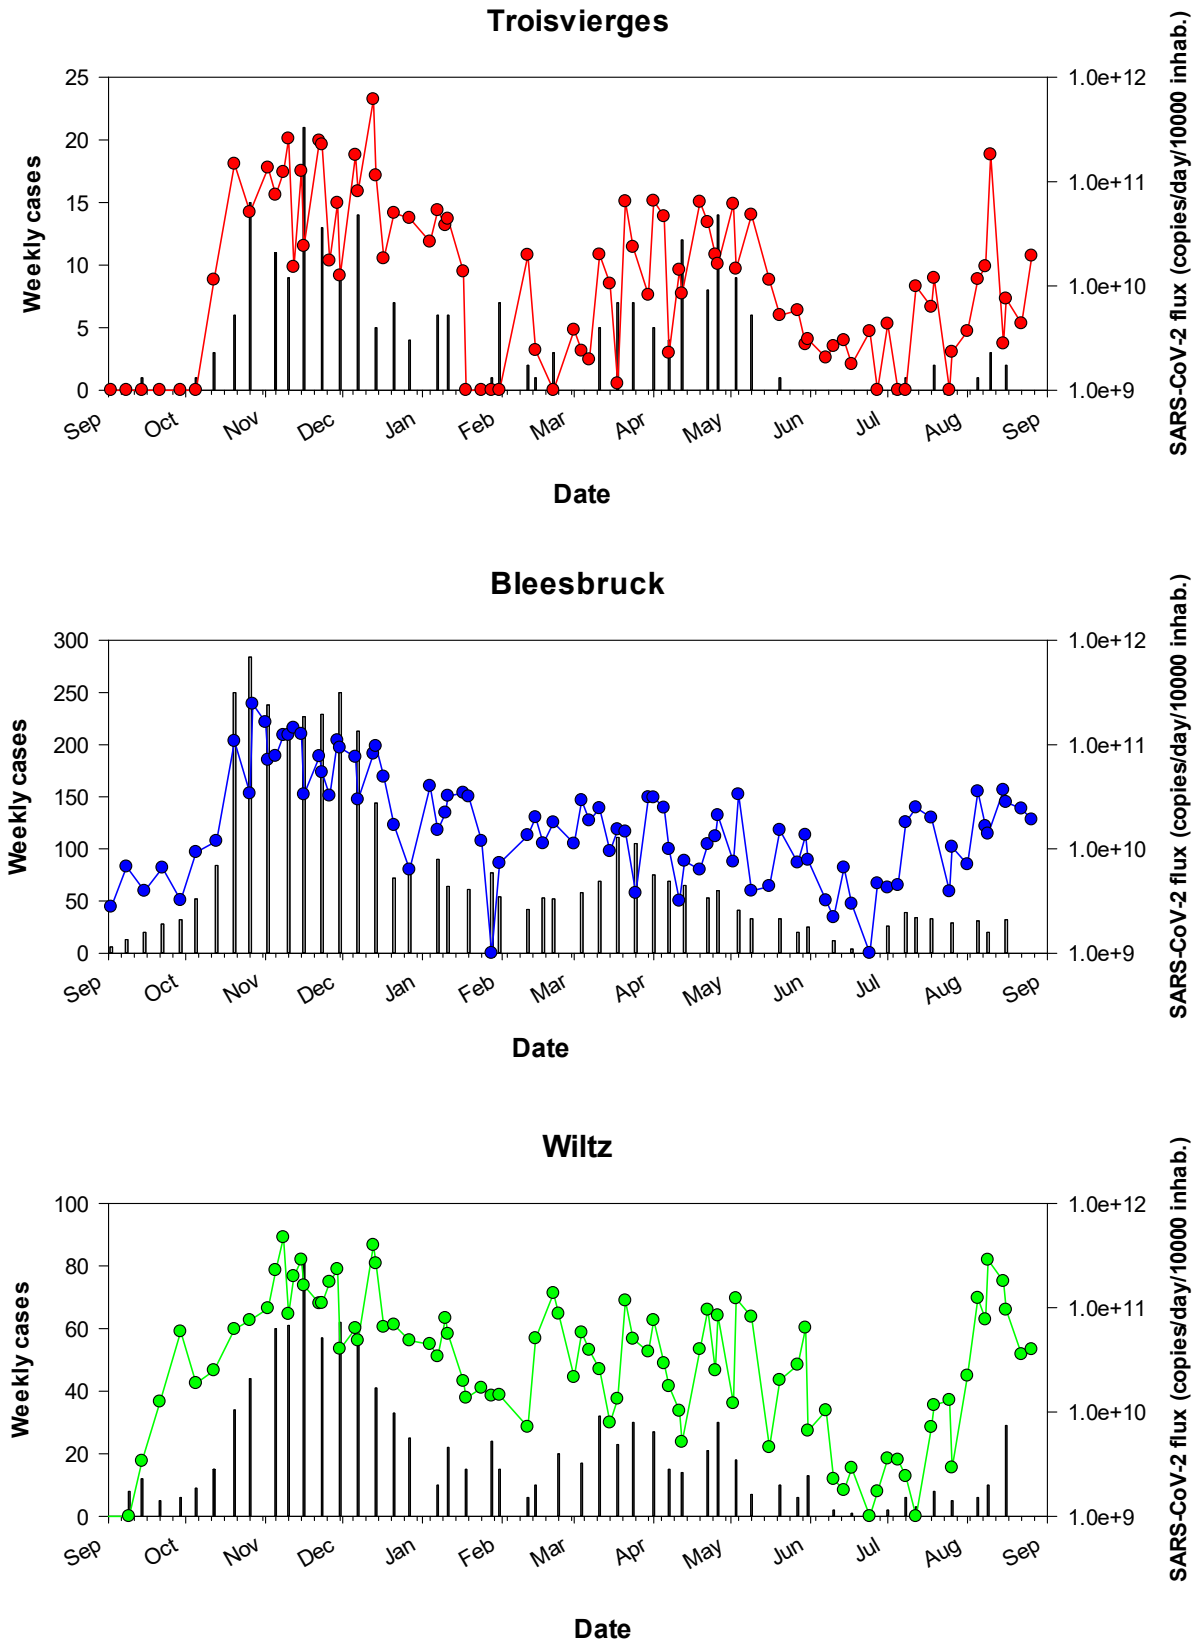 Troisvierges
Weekly cases
25
20
15
10
5
0
1.0e+12
1.0e+11
1.0e+10
1.0e+9
SARS-CoV-2 flux (copies/day/10000 inhab.)
Sep Oct Nov Dec Jan Feb Mar Apr May Jun Jul Aug Sep
Date
Bleesbruck
Weekly cases
300
250
200
150
100
50
0
1.0e+12
1.0e+11
1.0e+10
1.0e+9
SARS-CoV-2 flux (copies/day/10000 inhab.)
Sep Oct Nov Dec Jan Feb Mar Apr May Jun Jul Aug Sep
Date
Wiltz
Weekly cases
100
80
60
40
20
0
1.0e+12
1.0e+11
1.0e+10
1.0e+9
SARS-CoV-2 flux (copies/day/10000 inhab.)
Sep Oct Nov Dec Jan Feb Mar Apr May Jun Jul Aug Sep
Date